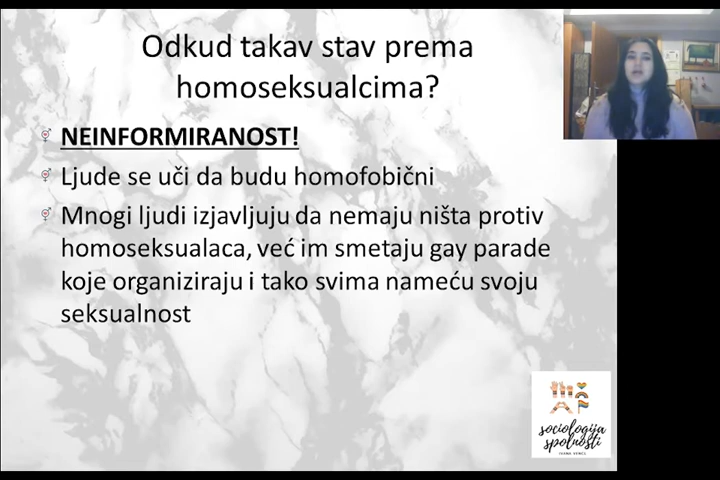 Odkud takav stav prema
homoseksualcima?
NEINFORMIRANOST!
Ljude se uči da budu homofobični
Mnogi ljudi izjavljuju da nemaju ništa protiv
homoseksualaca, već im smetaju gay parade
koje organiziraju i tako svima nameću svoju
seksualnost
sociologija
spolnosti